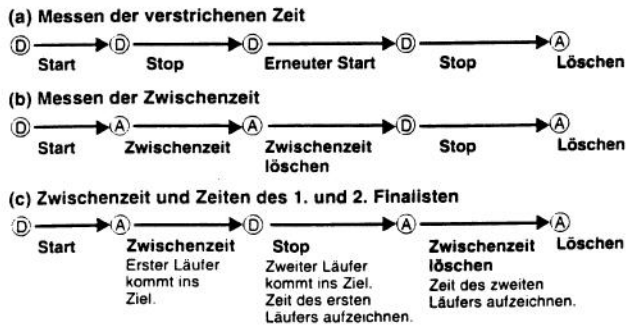 (a) Messen der verstrichenen Zeit
D D D D A
Start Stop Erneuter Start Stop Löschen
(b) Messen der Zwischenzeit
D A A D A
Start Zwischenzeit Zwischenzeit löschen Stop Löschen
(c) Zwischenzeit und Zeiten des 1. und 2. Finalisten
D A D A A
Start Zwischenzeit Stop Zwischenzeit löschen Löschen
Erster Läufer
kommt ins
Ziel.
Zweiter Läufer
kommt ins Ziel.
Zeit des ersten
Läufers aufzeichnen.
Zeit des zweiten
Läufers aufzeichnen.